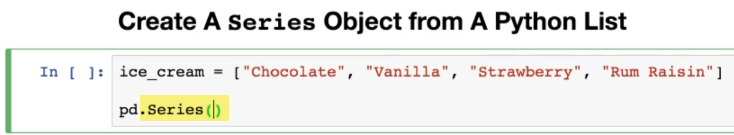 Create A Series Object from A Python List
In [ ]: ice_cream = ["Chocolate", "Vanilla", "Strawberry", "Rum Raisin"]
pd.Series()